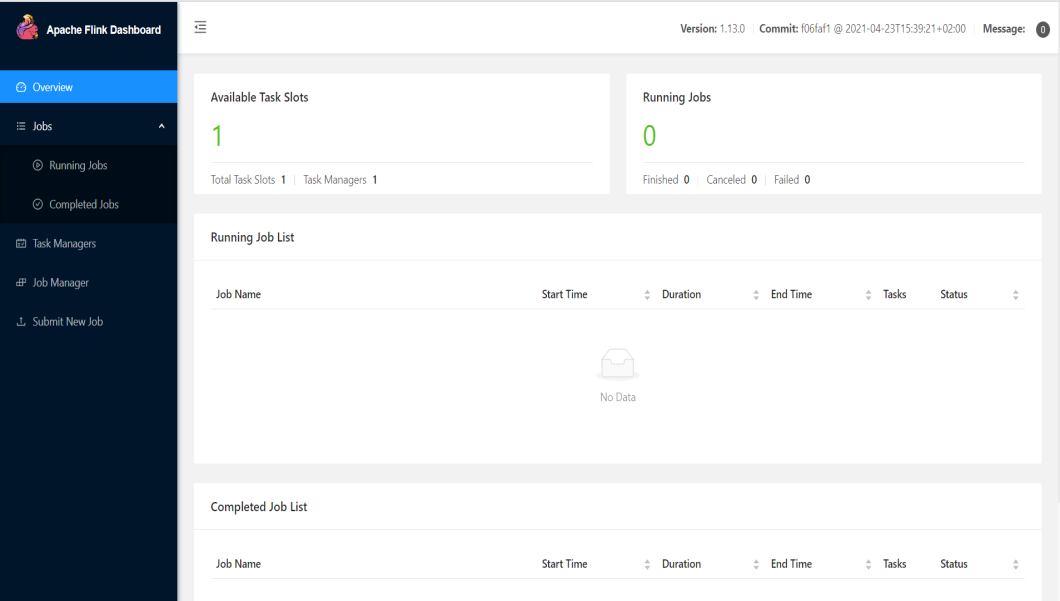 Apache Flink Dashboard
Version: 1.13.0 Commit: f06faf1 @ 2021-04-23T15:39:21+02:00 Message: 0
Overview
Jobs
Running Jobs
Completed Jobs
Task Managers
Job Manager
Submit New Job
Available Task Slots
1
Total Task Slots 1 Task Managers 1
Running Jobs
0
Finished 0 Canceled 0 Failed 0
Running Job List
Job Name Start Time Duration End Time Tasks Status
No Data
Completed Job List
Job Name Start Time Duration End Time Tasks Status